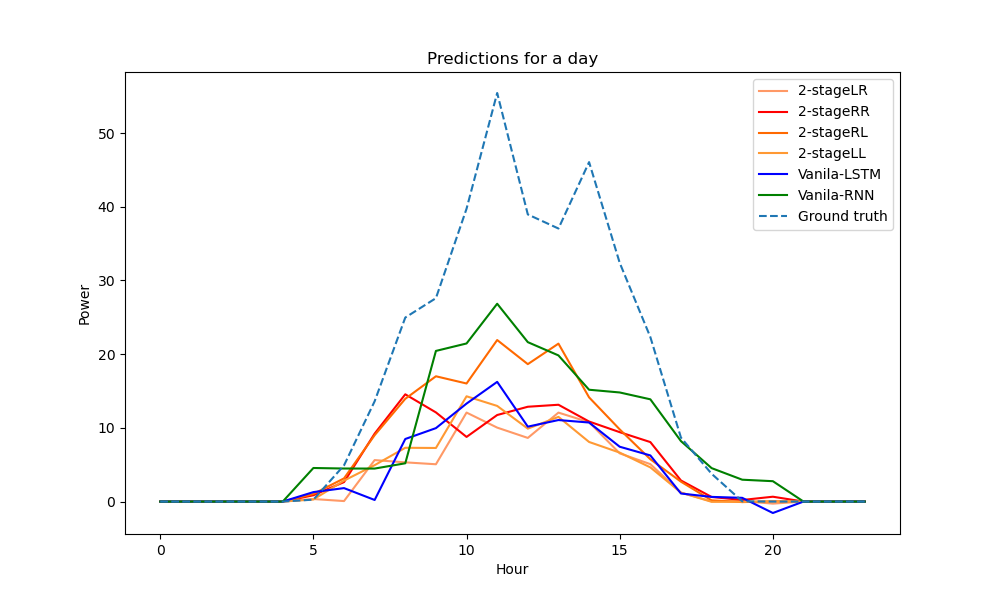 Predictions for a day
2-stageLR
2-stageRR
2-stageRL
2-stageLL
Vanila-LSTM
Vanila-RNN
Ground truth
Power
50
40
30
20
10
0
0 5 10 15 20
Hour